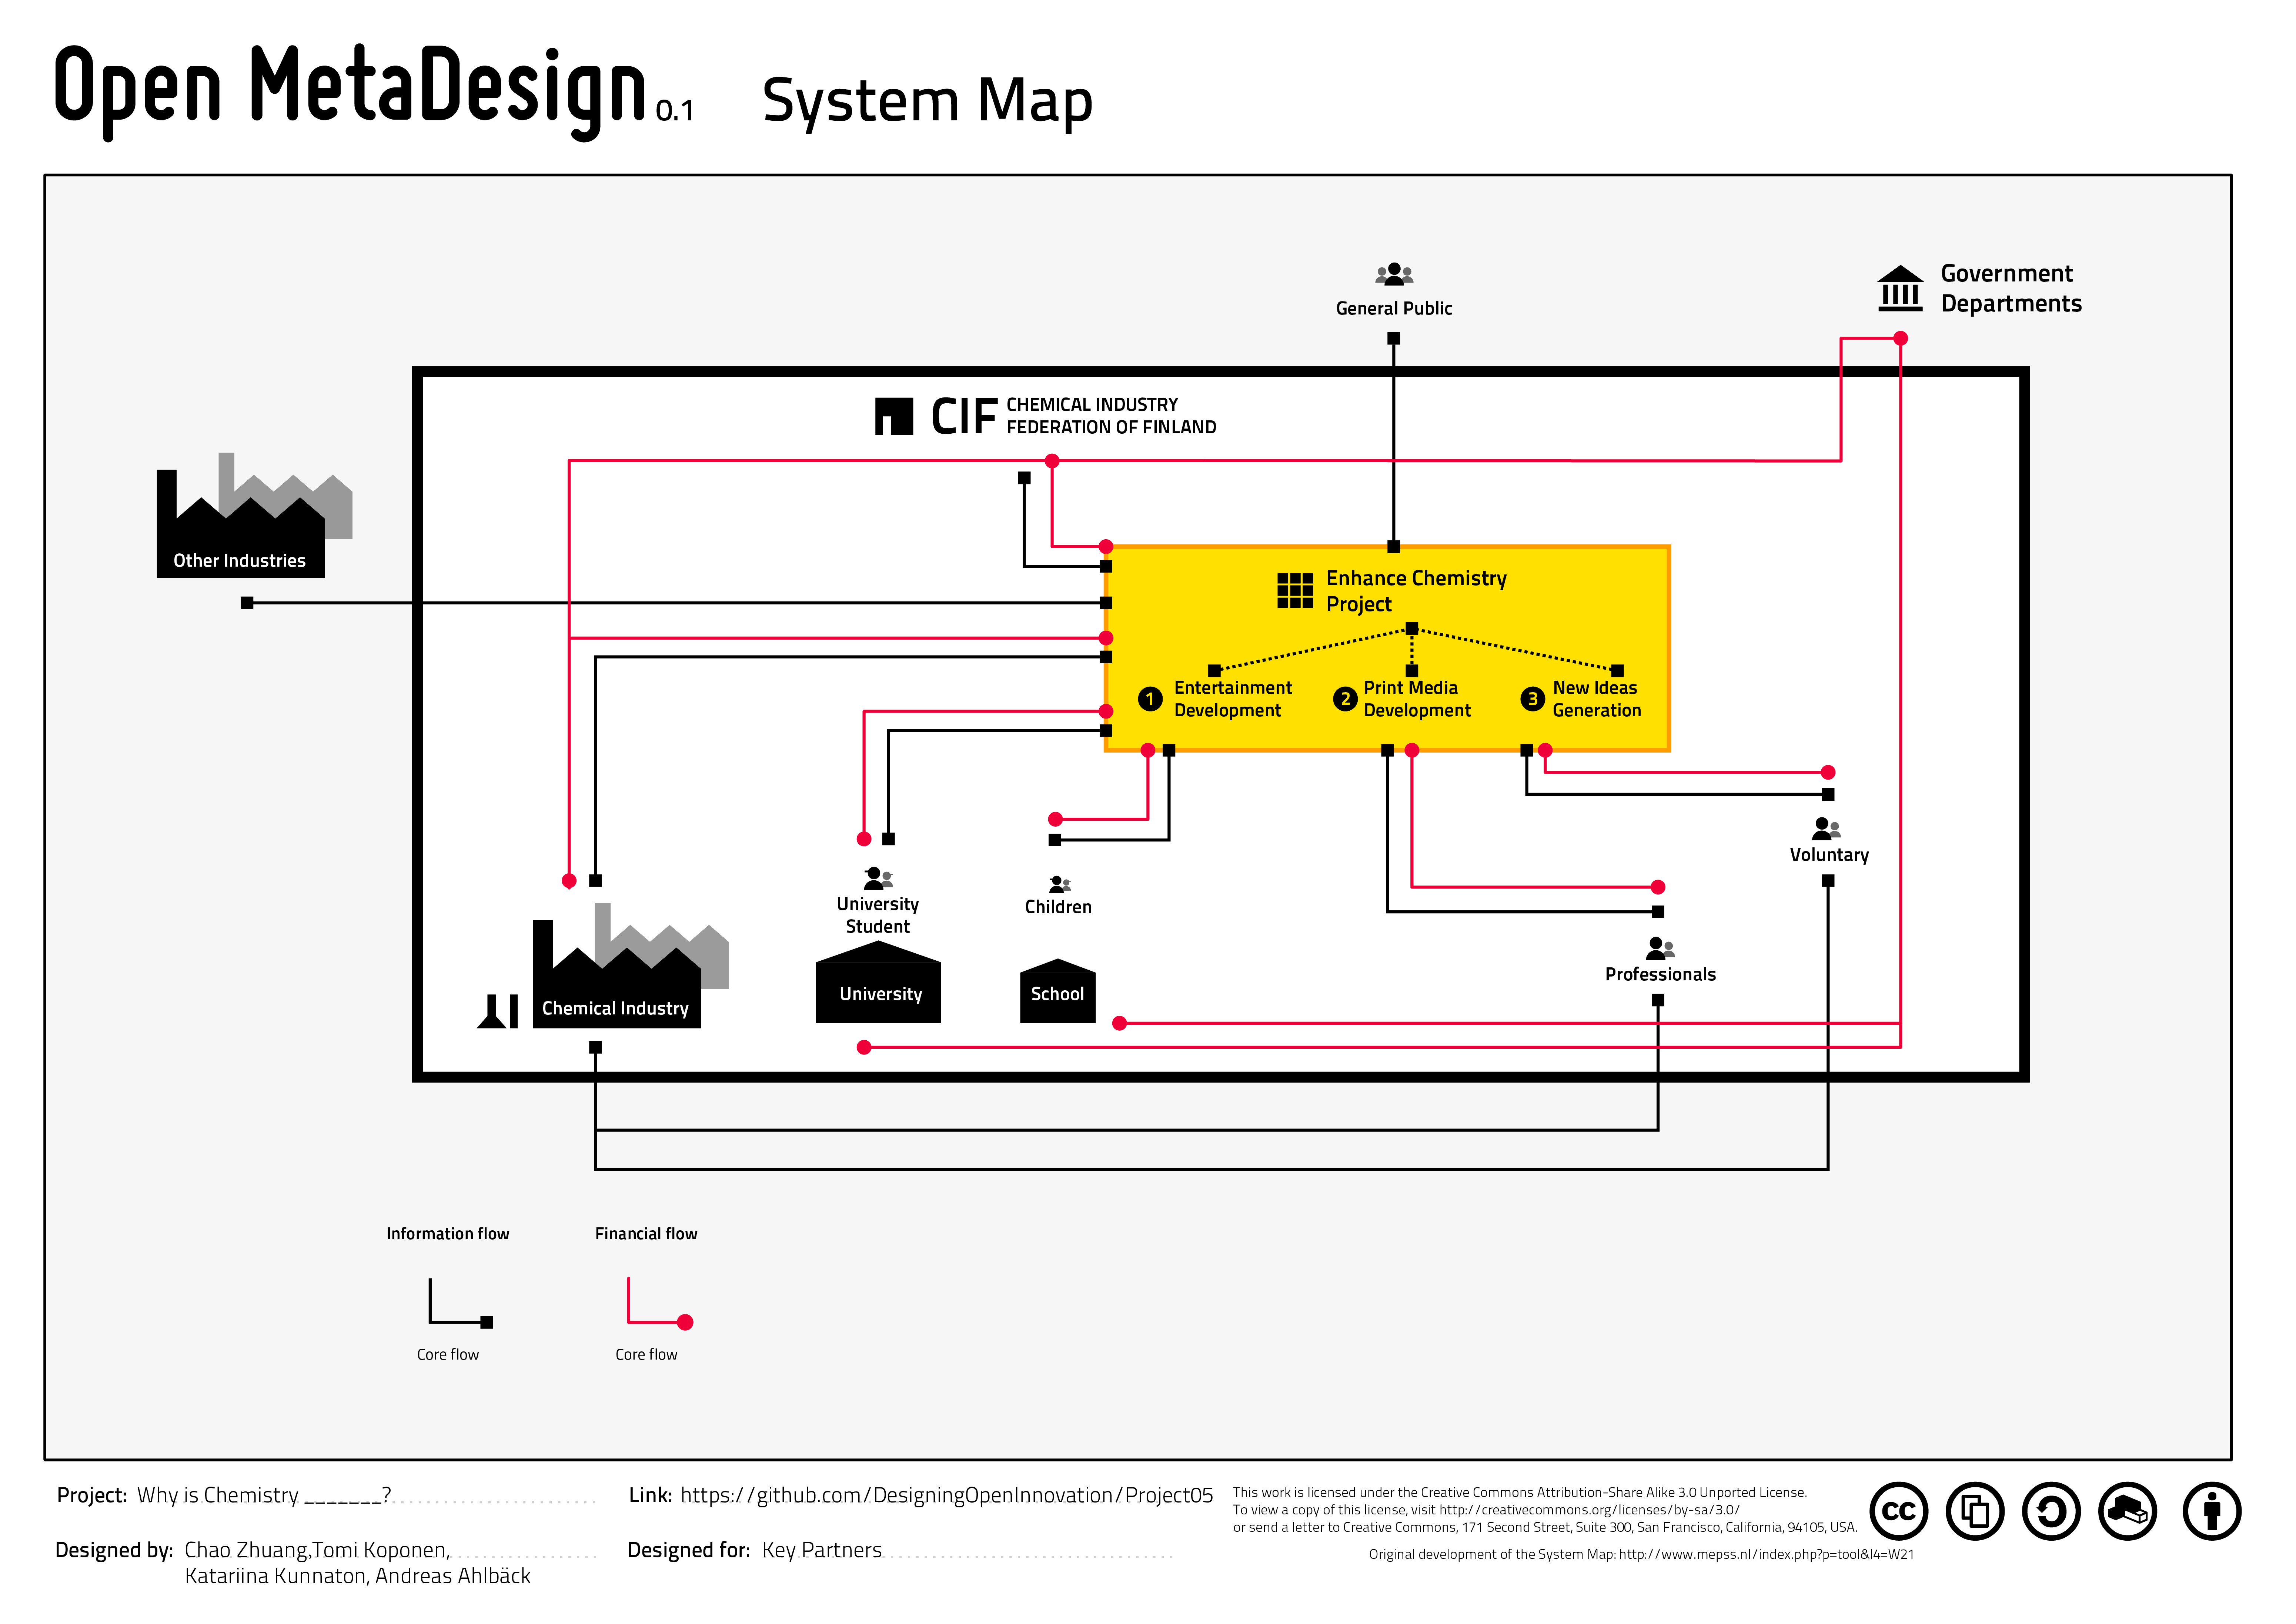 Open MetaDesign 0.1 System Map
General Public
Government
Departments
CIF CHEMICAL INDUSTRY
FEDERATION OF FINLAND
Other Industries
Enhance Chemistry
Project
1 Entertainment
Development
2 Print Media
Development
3 New Ideas
Generation
Voluntary
University
Student
Children
Professionals
Chemical Industry
University
School
Information flow
Financial flow
Core flow
Core flow
Project: Why is Chemistry _______?
Link: https://github.com/DesigningOpenInnovation/Project05
Designed by: Chao Zhuang,Tomi Koponen,
Katariina Kunnaton, Andreas Ahlbäck
Designed for: Key Partners
This work is licensed under the Creative Commons Attribution-Share Alike 3.0 Unported License.
To view a copy of this license, visit http://creativecommons.org/licenses/by-sa/3.0/
or send a letter to Creative Commons, 171 Second Street, Suite 300, San Francisco, California, 94105, USA.
Original development of the System Map: http://www.mepss.nl/index.php?p=tool&l4=W21
cc